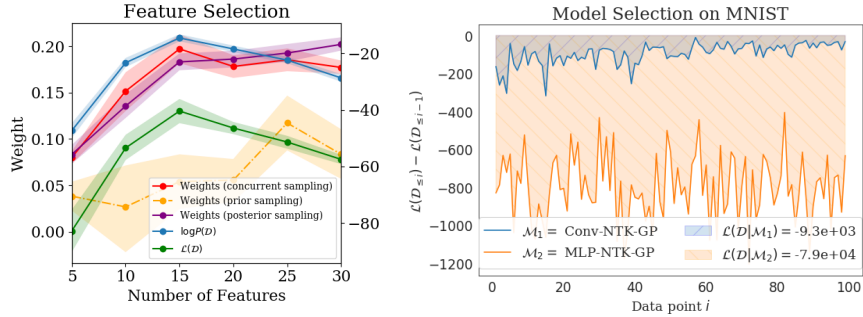 Feature Selection
Weight
0.20
0.15
0.10
0.05
0.00
−20
−40
−60
−80
Weights (concurrent sampling)
Weights (prior sampling)
Weights (posterior sampling)
logP(𝒟)
ℒ(𝒟)
5 10 15 20 25 30
Number of Features
Model Selection on MNIST
ℒ(𝒟≤i) − ℒ(𝒟≤i−1)
0
−200
−400
−600
−800
−1000
−1200
ℳ₁ = Conv-NTK-GP
ℳ₂ = MLP-NTK-GP
ℒ(𝒟|ℳ₁) = -9.3e+03
ℒ(𝒟|ℳ₂) = -7.9e+04
0 20 40 60 80 100
Data point i